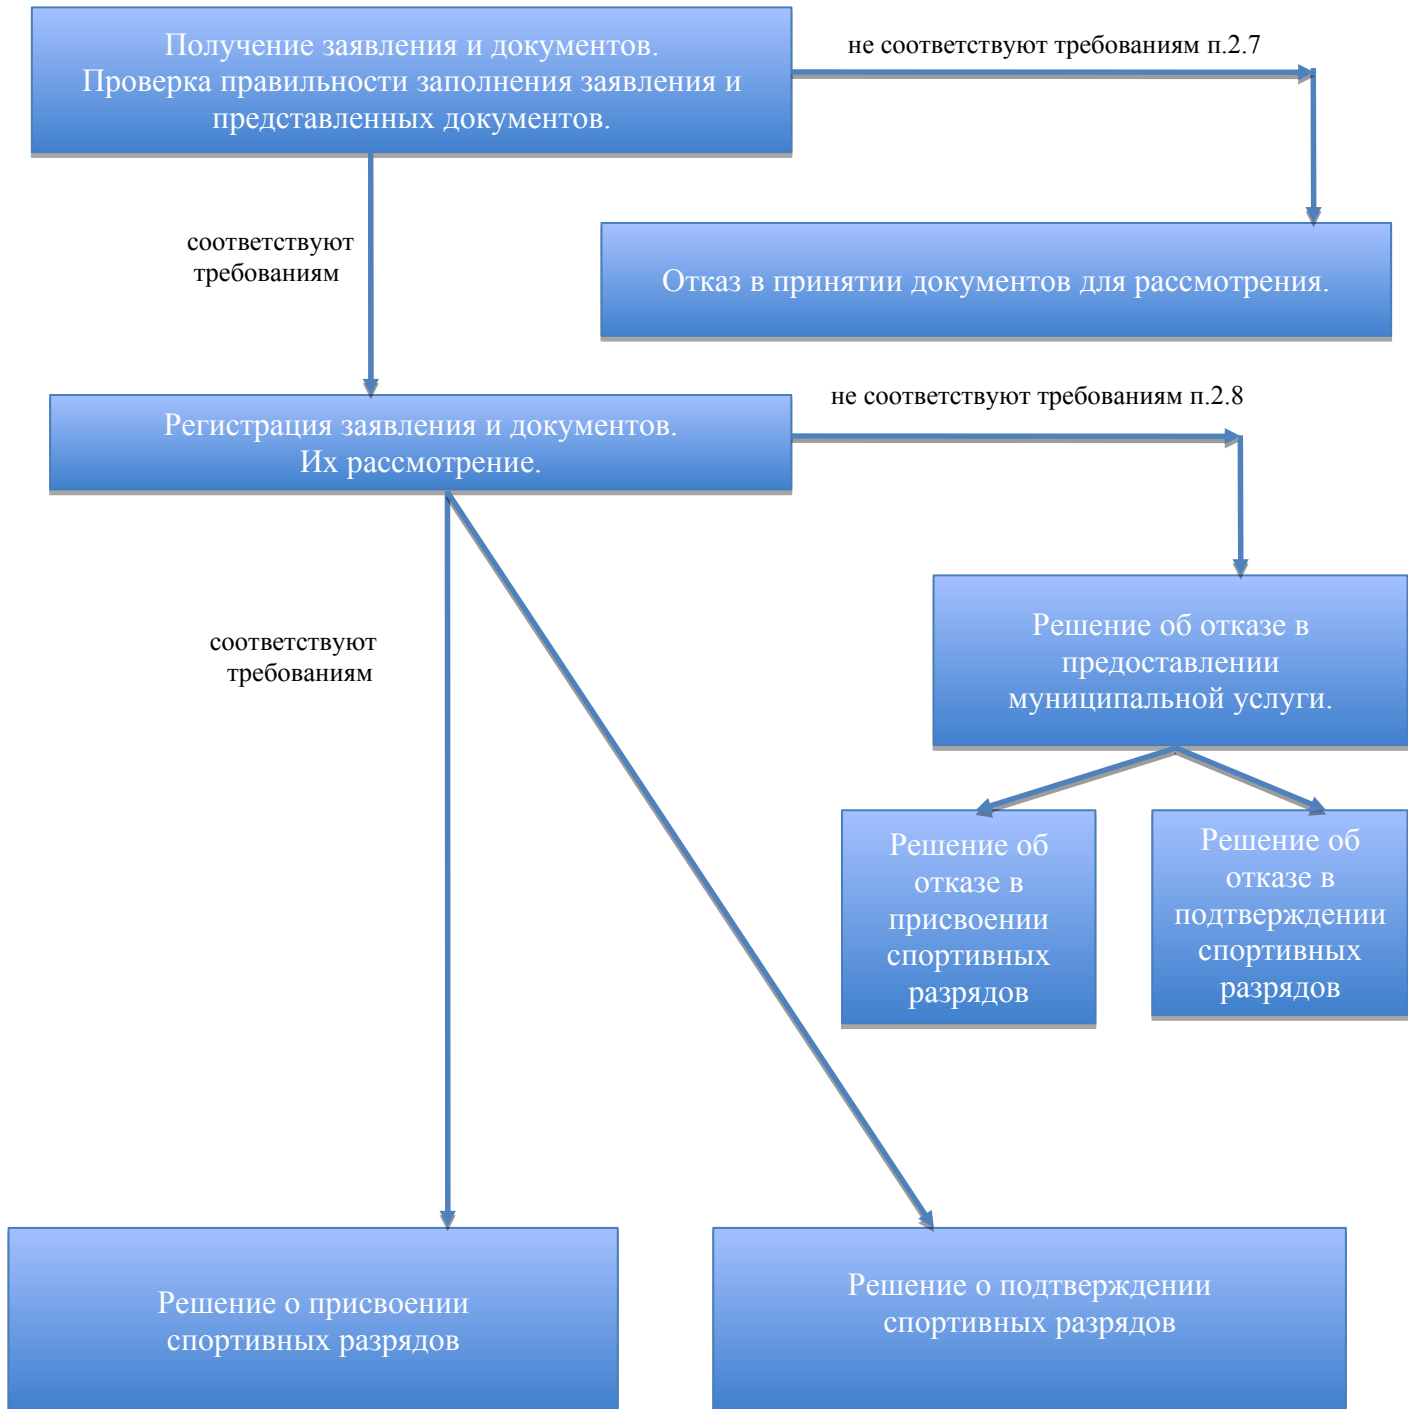 Получение заявления и документов.
Проверка правильности заполнения заявления и
представленных документов.
не соответствуют требованиям п.2.7
соответствуют
требованиям
Отказ в принятии документов для рассмотрения.
не соответствуют требованиям п.2.8
Регистрация заявления и документов.
Их рассмотрение.
соответствуют
требованиям
Решение об отказе в
предоставлении
муниципальной услуги.
Решение об
отказе в
присвоении
спортивных
разрядов
Решение об
отказе в
подтверждении
спортивных
разрядов
Решение о присвоении
спортивных разрядов
Решение о подтверждении
спортивных разрядов